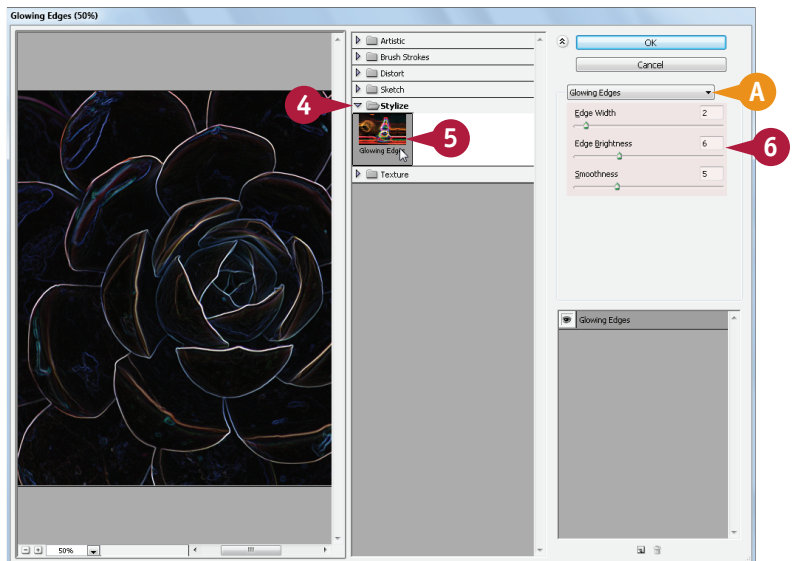 Glowing Edges (50%)
Artistic
Brush Strokes
Distort
Sketch
4
Stylize
5
Glowing Edges
Texture
OK
Cancel
Glowing Edges
A
Edge Width 2
Edge Brightness 6
6
Smoothness 5
Glowing Edges
50%